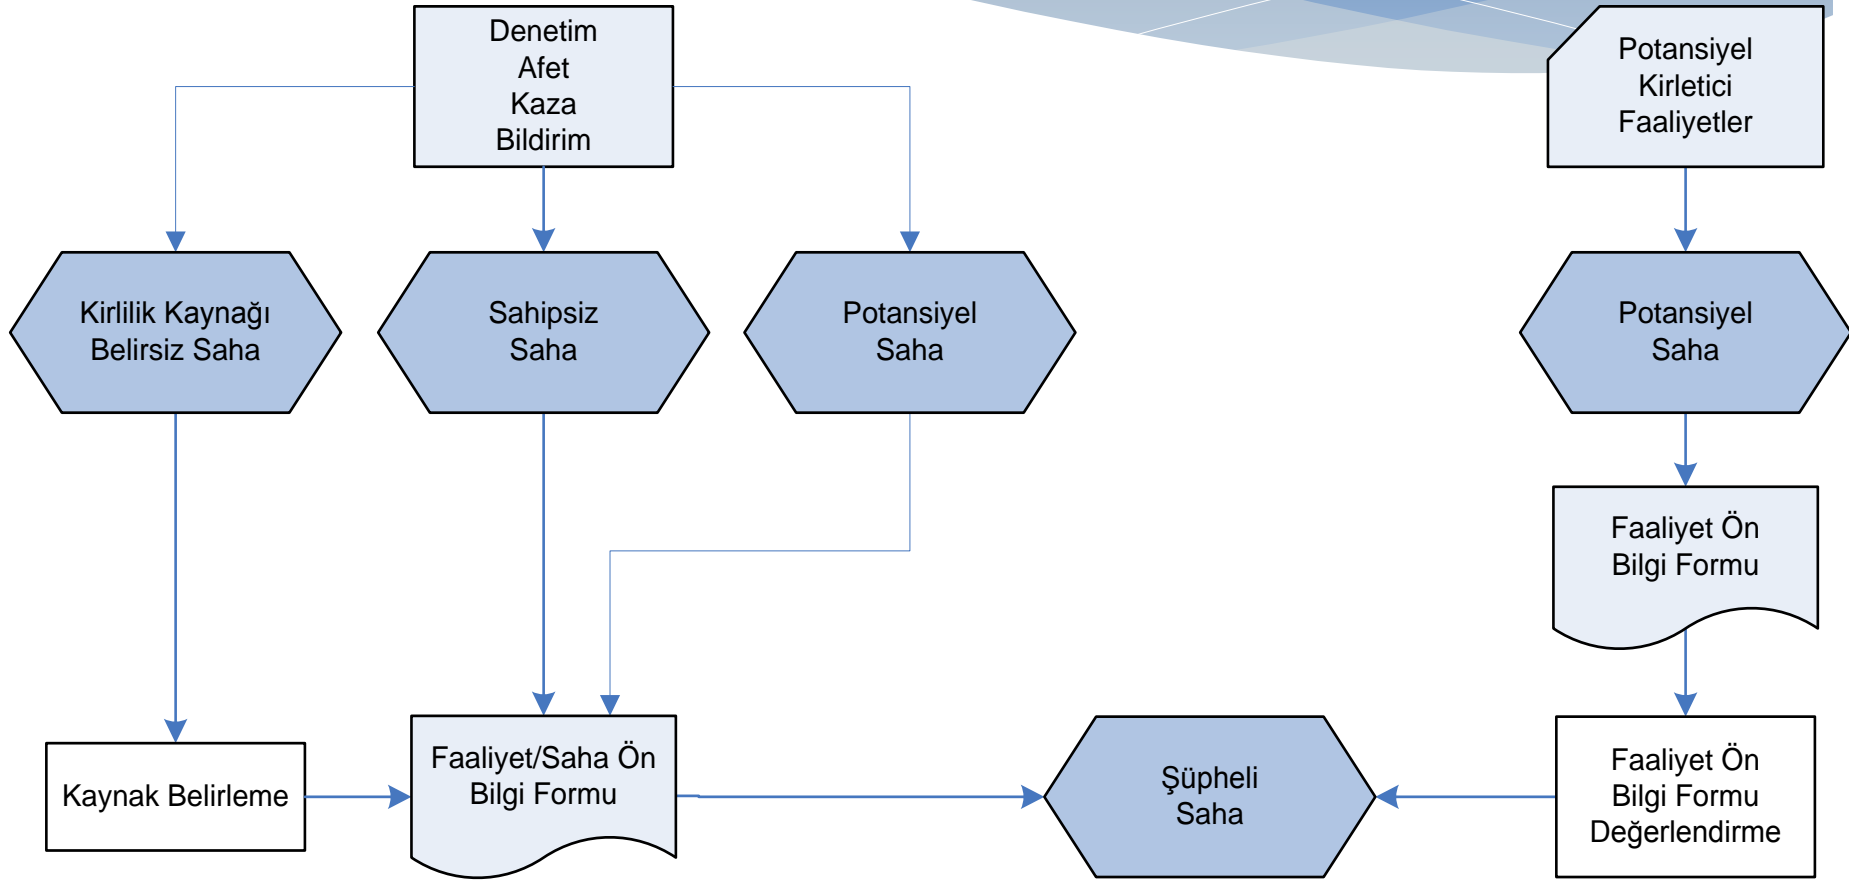 Denetim
Afet
Kaza
Bildirim
Potansiyel
Kirletici
Faaliyetler
Kirlilik Kaynağı
Belirsiz Saha
Sahipsiz
Saha
Potansiyel
Saha
Potansiyel
Saha
Faaliyet Ön
Bilgi Formu
Kaynak Belirleme
Faaliyet/Saha Ön
Bilgi Formu
Şüpheli
Saha
Faaliyet Ön
Bilgi Formu
Değerlendirme